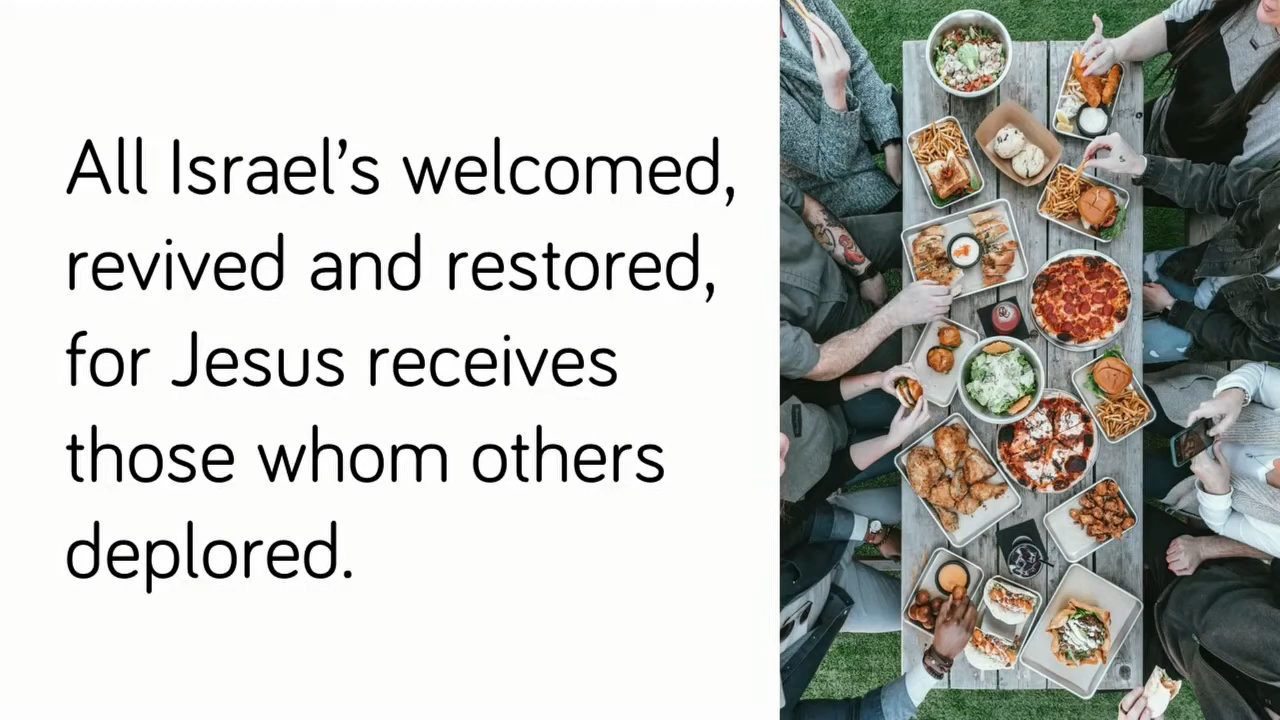 All Israel’s welcomed,
revived and restored,
for Jesus receives
those whom others
deplored.